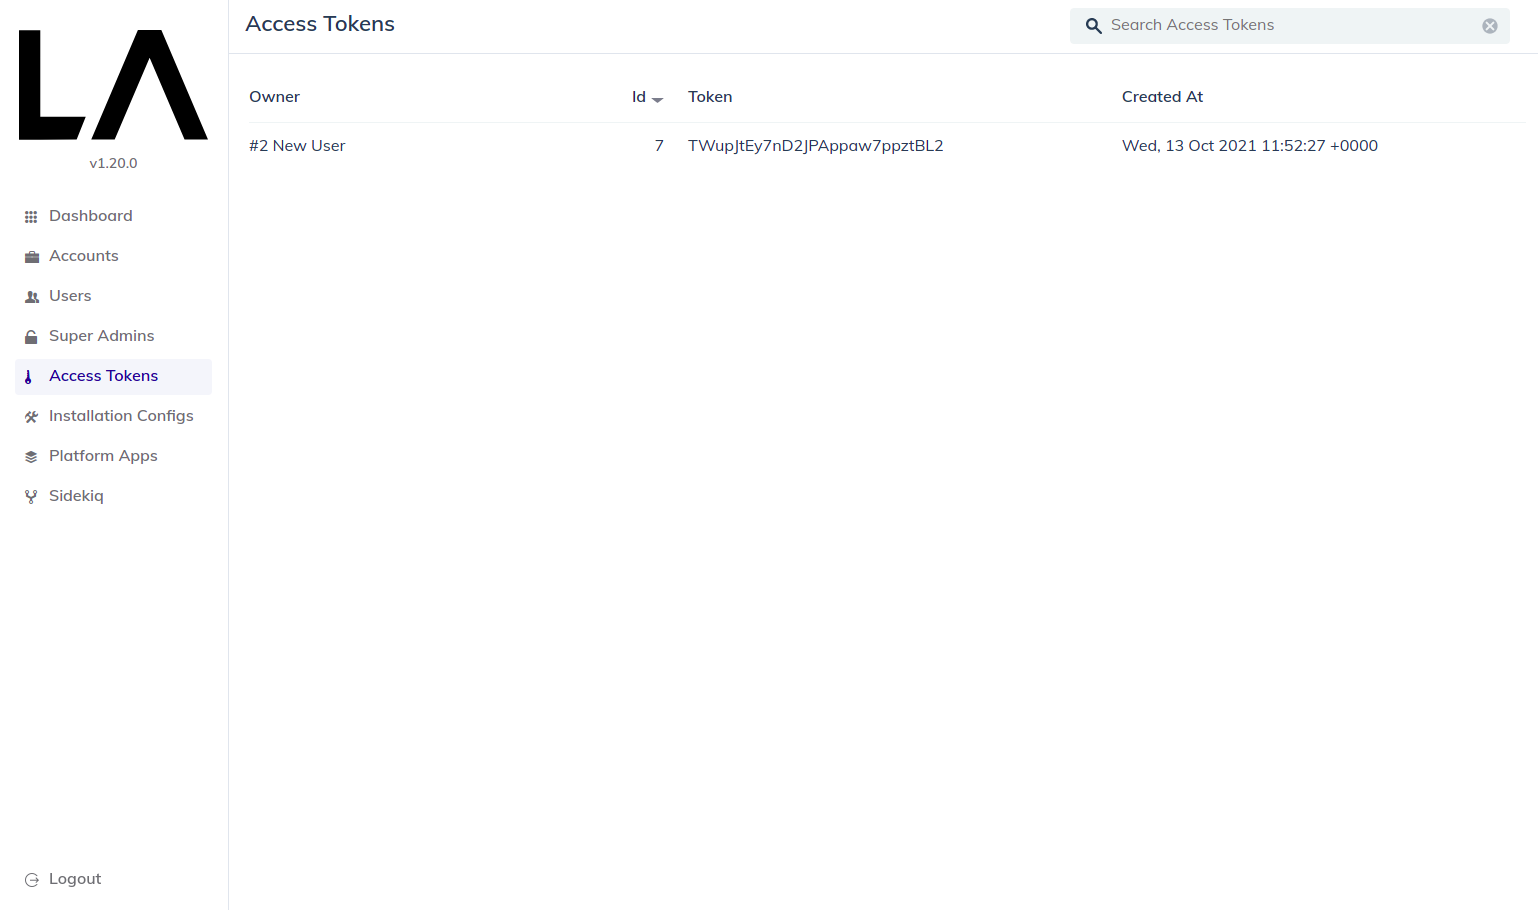 LA
v1.20.0
Dashboard
Accounts
Users
Super Admins
Access Tokens
Installation Configs
Platform Apps
Sidekiq
Logout
Access Tokens
Search Access Tokens
Owner Id Token Created At
#2 New User 7 TWupJtEy7nD2JPAppaw7ppztBL2 Wed, 13 Oct 2021 11:52:27 +0000